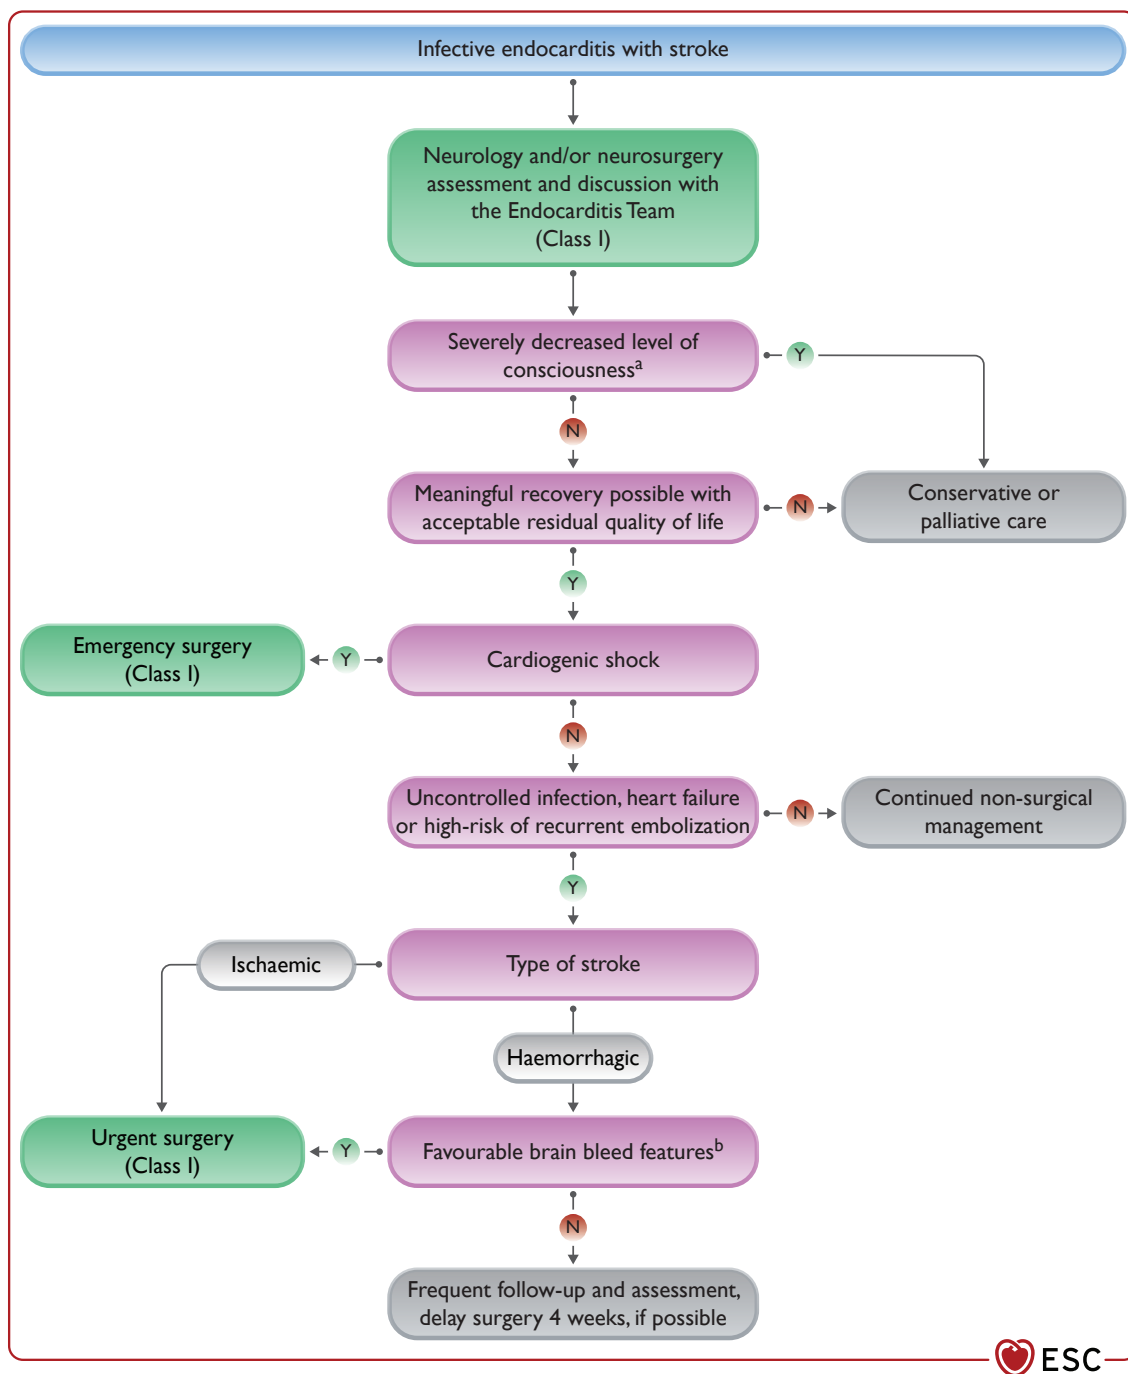 Infective endocarditis with stroke
Neurology and/or neurosurgery
assessment and discussion with
the Endocarditis Team
(Class I)
Severely decreased level of
consciousnessᵃ
Y
N
Meaningful recovery possible with
acceptable residual quality of life
N
Conservative or
palliative care
Y
Emergency surgery
(Class I)
Y
Cardiogenic shock
N
Uncontrolled infection, heart failure
or high-risk of recurrent embolization
N
Continued non-surgical
management
Y
Ischaemic
Type of stroke
Haemorrhagic
Urgent surgery
(Class I)
Y
Favourable brain bleed featuresᵇ
N
Frequent follow-up and assessment,
delay surgery 4 weeks, if possible
ESC